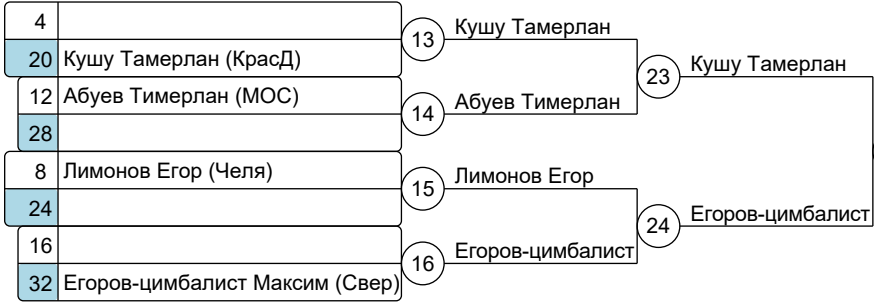 4
13
Кушу Тамерлан
20 Кушу Тамерлан (КрасД)
23
Кушу Тамерлан
12 Абуев Тимерлан (МОС)
14
Абуев Тимерлан
28
8 Лимонов Егор (Челя)
15
Лимонов Егор
24
24
Егоров-цимбалист
16
16
Егоров-цимбалист
32 Егоров-цимбалист Максим (Свер)